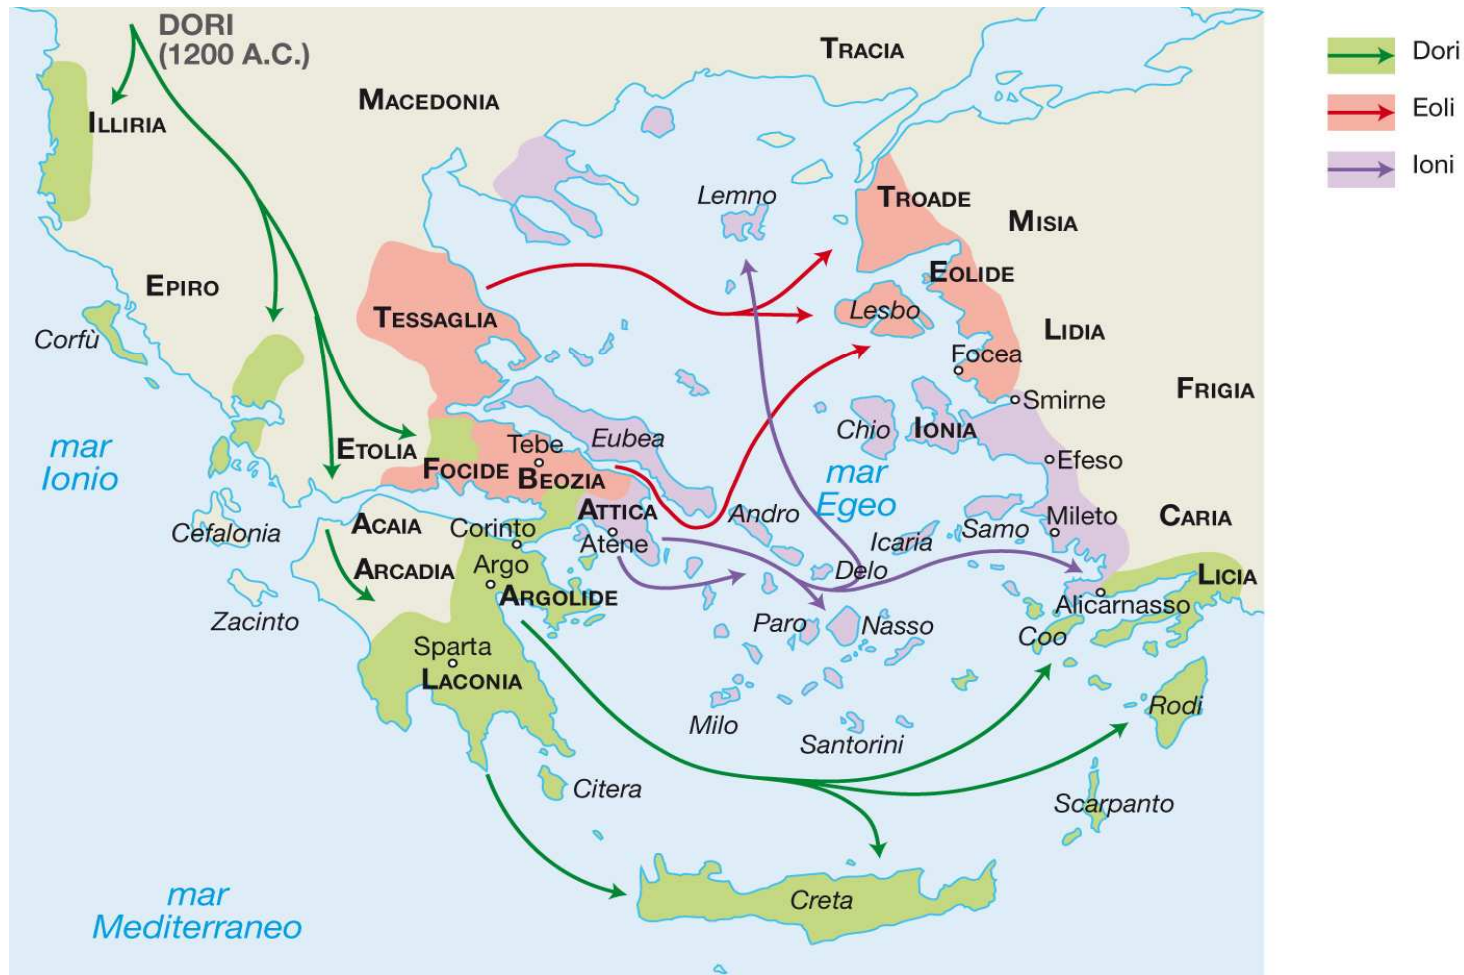 DORI
(1200 A.C.)
TRACIA
MACEDONIA
ILLIRIA
Lemno
TROADE
MISIA
EPIRO
EOLIDE
Corfù
TESSAGLIA
Lesbo
LIDIA
Focea
FRIGIA
Smirne
mar
Ionio
ETOLIA
Tebe
Eubea
Chio
IONIA
FOCIDE
BEOZIA
mar
Egeo
Efeso
Cefalonia
ACAIA
Corinto
ATTICA
Atene
Andro
Icaria
Samo
Mileto
CARIA
ARCADIA
Argo
ARGOLIDE
Delo
LICIA
Alicarnasso
Zacinto
Paro
Nasso
Coo
Sparta
LACONIA
Milo
Santorini
Rodi
Citera
Scarpanto
mar
Mediterraneo
Creta
Dori
Eoli
Ioni